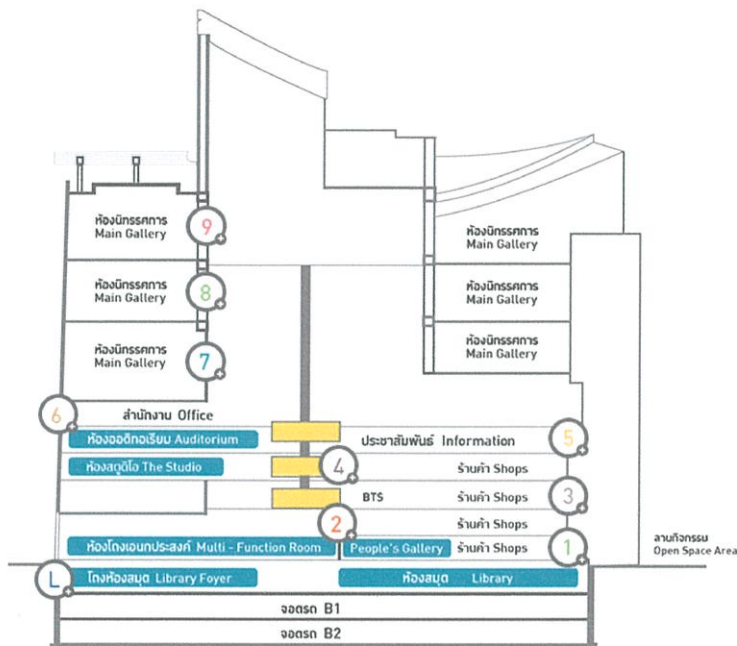 ห้องนิทรรศการ
Main Gallery
9
ห้องนิทรรศการ
Main Gallery
ห้องนิทรรศการ
Main Gallery
8
ห้องนิทรรศการ
Main Gallery
ห้องนิทรรศการ
Main Gallery
7
ห้องนิทรรศการ
Main Gallery
6
สำนักงาน Office
ห้องออดิทอเรียม Auditorium
ประชาสัมพันธ์ Information
5
ห้องสตูดิโอ The Studio
4
ร้านค้า Shops
BTS
ร้านค้า Shops
3
2
ร้านค้า Shops
ห้องโถงเอนกประสงค์ Multi - Function Room
People's Gallery
ร้านค้า Shops
1
ลานกิจกรรม
Open Space Area
L
โถงห้องสมุด Library Foyer
ห้องสมุด Library
จอดรถ B1
จอดรถ B2